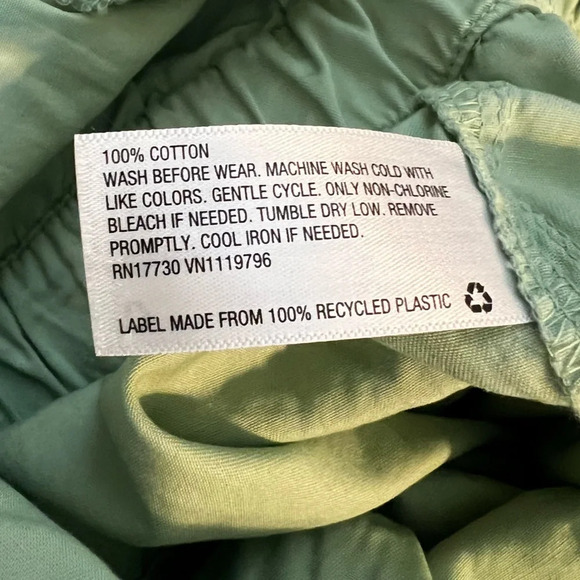 100% COTTON
WASH BEFORE WEAR. MACHINE WASH COLD WITH
LIKE COLORS. GENTLE CYCLE. ONLY NON-CHLORINE
BLEACH IF NEEDED. TUMBLE DRY LOW. REMOVE
PROMPTLY. COOL IRON IF NEEDED.
RN17730 VN1119796
LABEL MADE FROM 100% RECYCLED PLASTIC